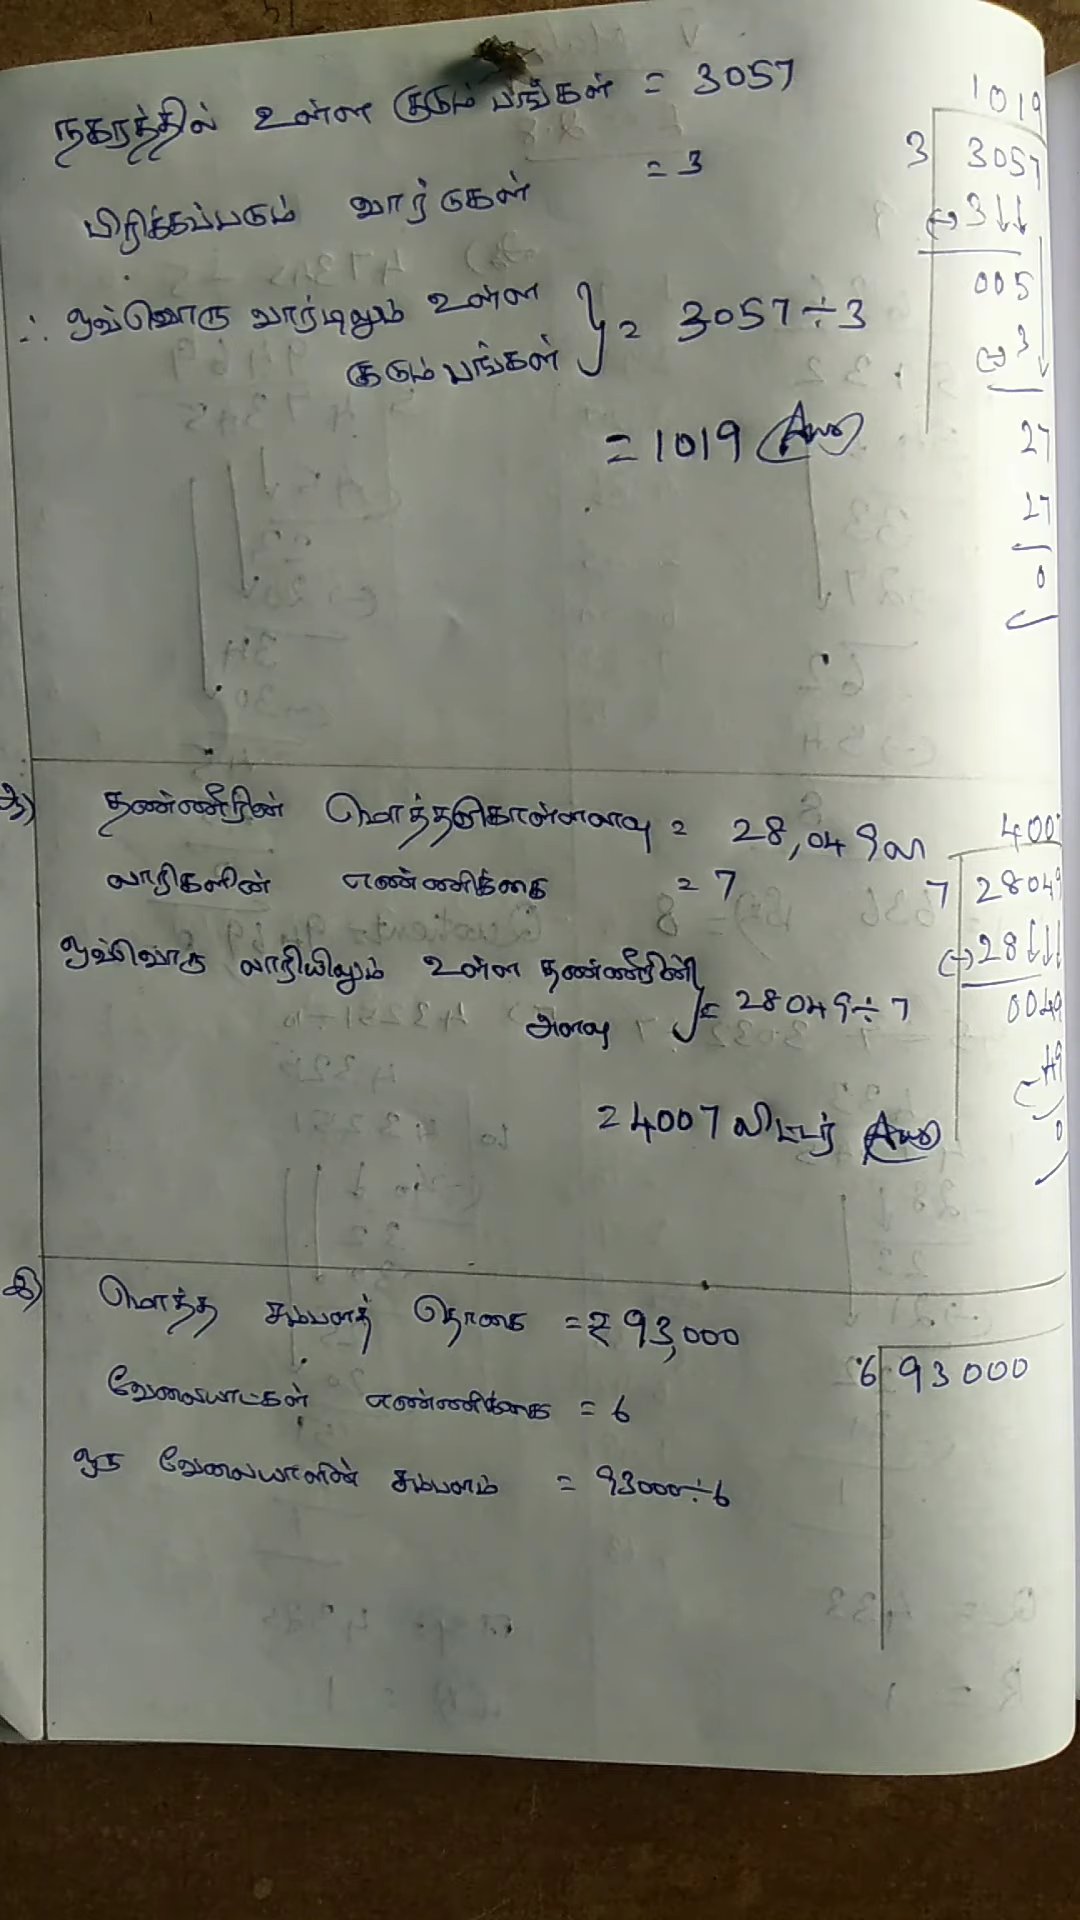 நகரத்தில் உள்ள குடும்பங்கள் = 3057
பிரிக்கப்படும் வார்டுகள் = 3
∴ ஒவ்வொரு வார்டிலும் உள்ள
குடும்பங்கள் } = 3057 ÷ 3
= 1019 Ans
1019
3 3057
(-) 3↓↓
005
(-) 3
27
27
0
தண்ணீரின் மொத்தகொள்ளளவு = 28,049 லி
லாரிகளின் எண்ணிக்கை = 7
ஒவ்வொரு லாரியிலும் உள்ள தண்ணீரின்
அளவு } = 28049 ÷ 7
= 4007 லிட்டர் Ans
4007
7 28049
(-) 28↓↓↓
0049
(-) 49
0
மொத்த சம்பளத் தொகை = ₹ 93,000
வேலையாட்கள் எண்ணிக்கை = 6
ஒரு வேலையாளின் சம்பளம் = 93000 ÷ 6
6 93000